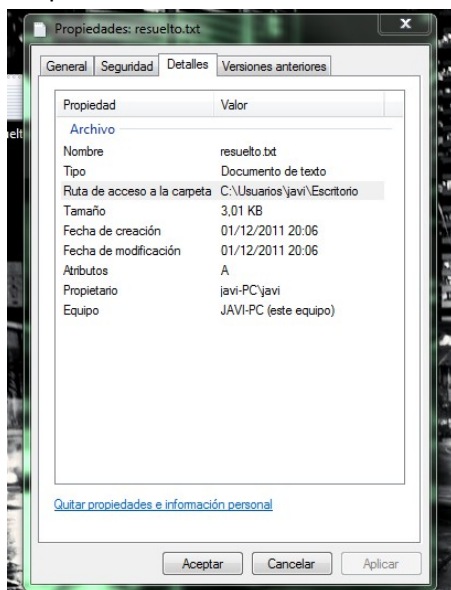 Propiedades: resuelto.txt
General Seguridad Detalles Versiones anteriores
Propiedad Valor
Archivo
Nombre resuelto.txt
Tipo Documento de texto
Ruta de acceso a la carpeta C:\Usuarios\javi\Escritorio
Tamaño 3,01 KB
Fecha de creación 01/12/2011 20:06
Fecha de modificación 01/12/2011 20:06
Atributos A
Propietario javi-PC\javi
Equipo JAVI-PC (este equipo)
Quitar propiedades e información personal
Aceptar Cancelar Aplicar